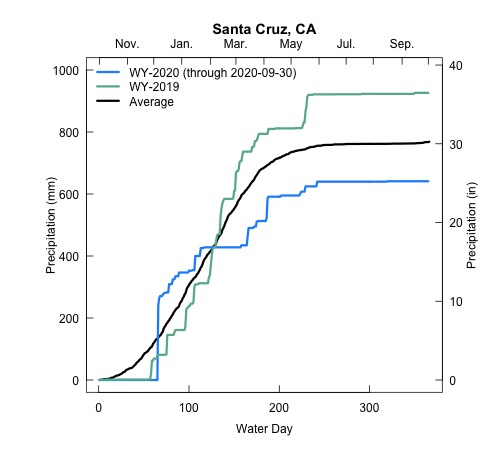 Santa Cruz, CA
Nov. Jan. Mar. May Jul. Sep.
WY-2020 (through 2020-09-30)
WY-2019
Average
1000
800
600
400
200
0
Precipitation (mm)
40
30
20
10
0
Precipitation (in)
0 100 200 300
Water Day